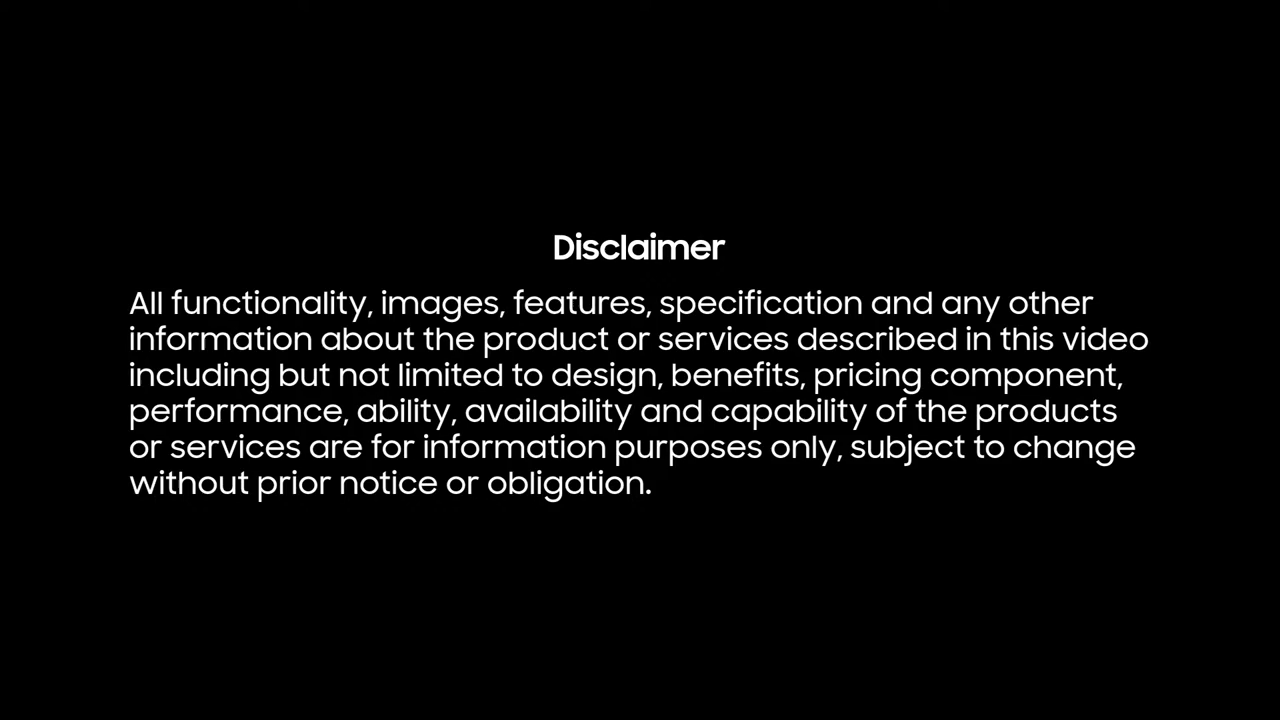 Disclaimer
All functionality, images, features, specification and any other
information about the product or services described in this video
including but not limited to design, benefits, pricing component,
performance, ability, availability and capability of the products
or services are for information purposes only, subject to change
without prior notice or obligation.